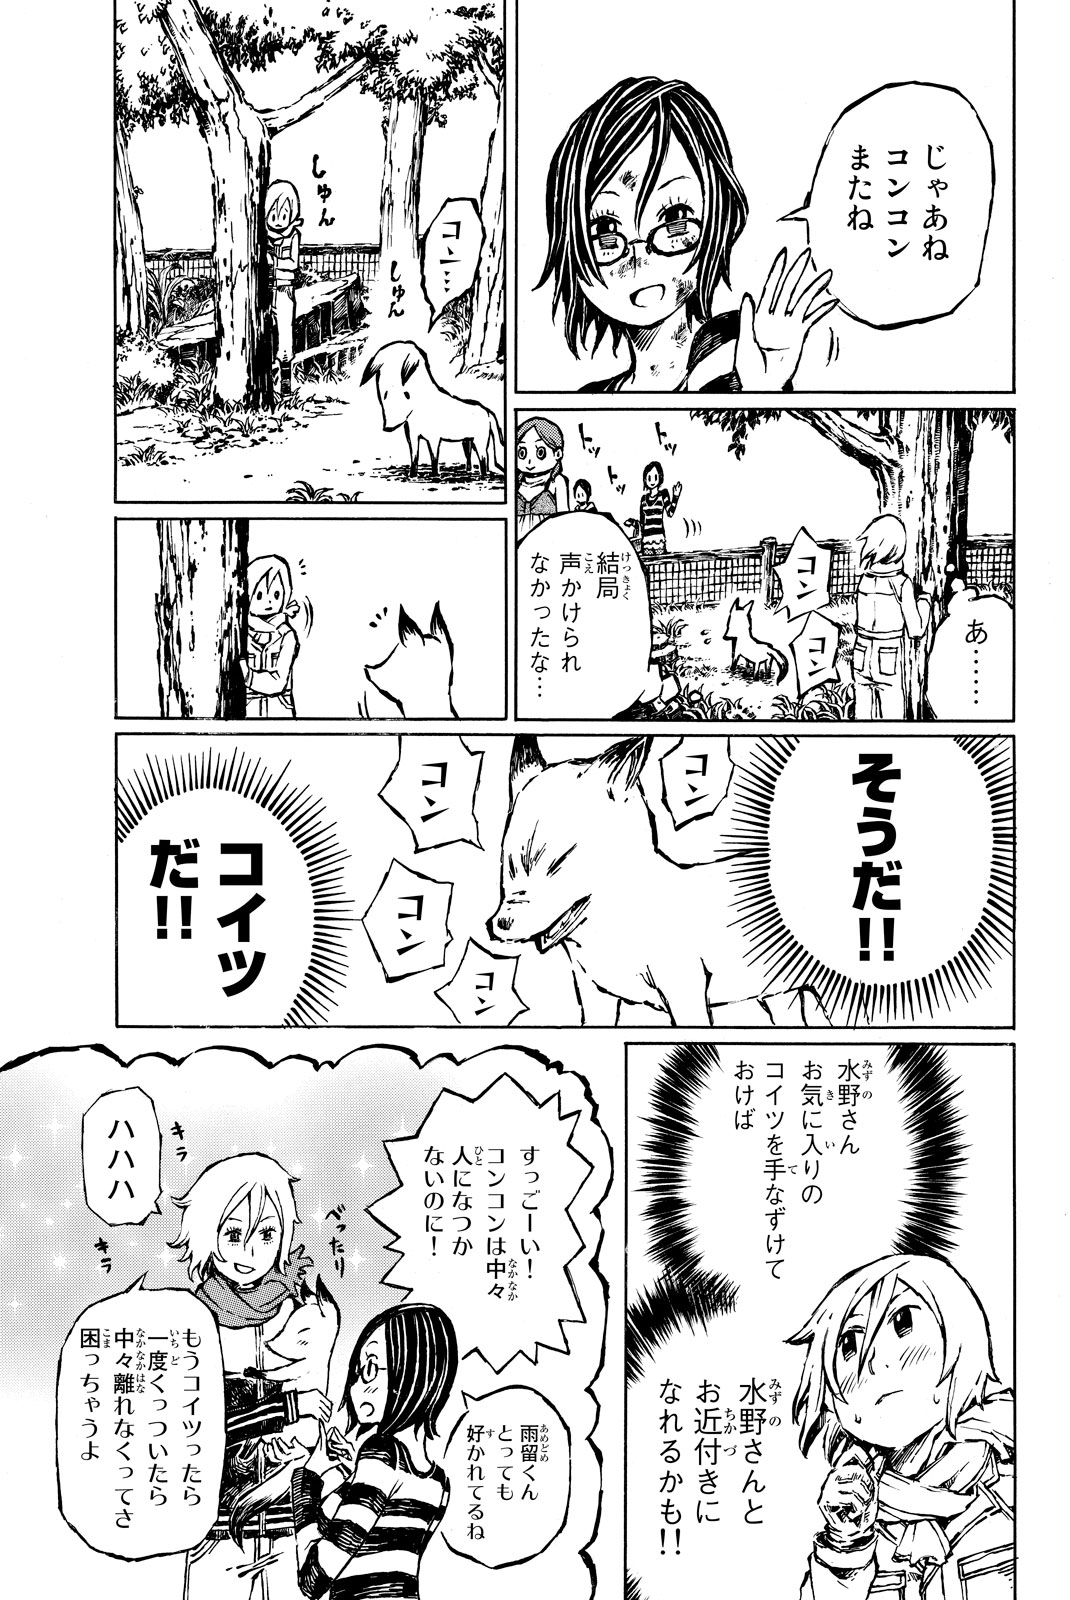 じゃあね
コンコン
またね
あ……
コン
コン
トッ
トッ
トッ
結局
声かけられ
なかったな…
コン…
しゅん
しゅん
そうだ!!
コン
コン
コン
コイツ
だ!!
水野さん
お気に入りの
コイツを手なずけて
おけば
水野さんと
お近付きに
なれるかも!!
すっごーい!
コンコンは中々
人になつか
ないのに!
雨留くん
とっても
好かれてるね
べったり
キラ
キラ
ハハハ
もうコイツったら
一度くっついたら
中々離れなくってさ
困っちゃうよ